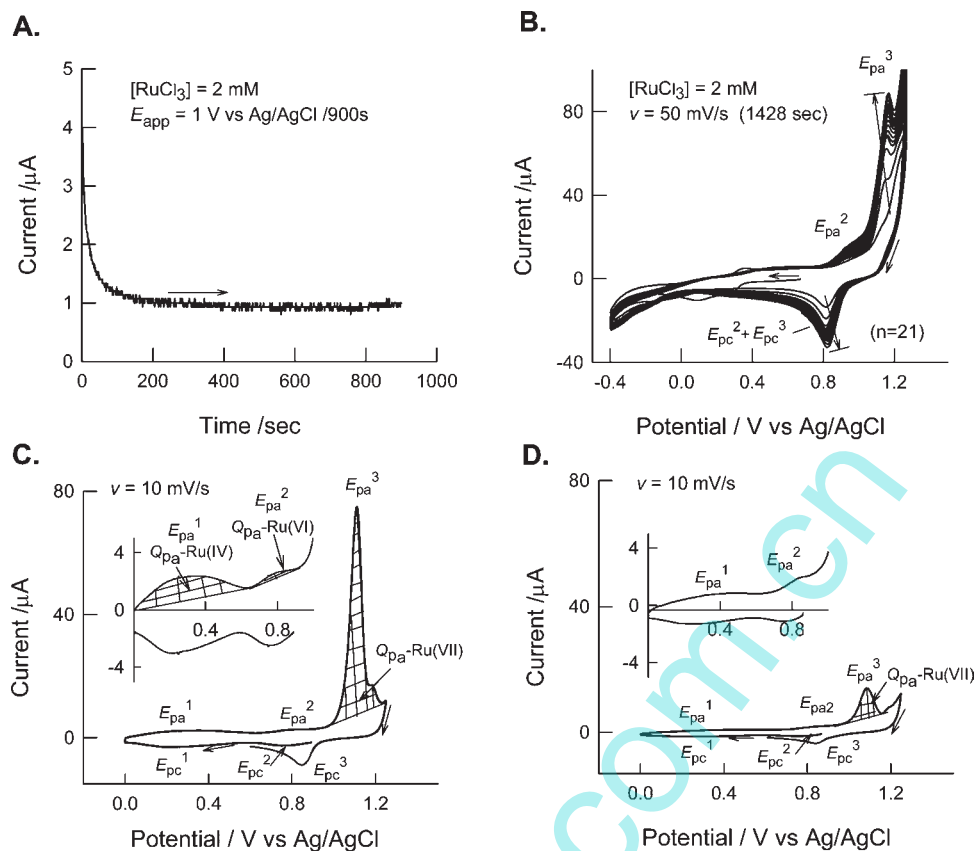 A.
5
4
3
2
1
0
[RuCl3] = 2 mM
Eapp = 1 V vs Ag/AgCl /900s
Current /µA
0 200 400 600 800 1000
Time /sec
B.
80
40
0
-40
[RuCl3] = 2 mM
v = 50 mV/s (1428 sec)
Epa3
Epa2
Epc2 + Epc3
(n=21)
Current /µA
-0.4 0.0 0.4 0.8 1.2
Potential / V vs Ag/AgCl
C.
80
40
0
v = 10 mV/s
Epa3
Epa2
Epa1
Qpa-Ru(VI)
Qpa-Ru(IV)
4
0
-4
0.4 0.8
Qpa-Ru(VII)
Epa1
Epa2
Epc1
Epc2
Epc3
Current /µA
0.0 0.4 0.8 1.2
Potential / V vs Ag/AgCl
D.
80
40
0
v = 10 mV/s
4
0
-4
Epa1
Epa2
0.4 0.8
Epa3
Qpa-Ru(VII)
Epa1
Epa2
Epc1
Epc2
Epc3
Current /µA
0.0 0.4 0.8 1.2
Potential / V vs Ag/AgCl
com.cn